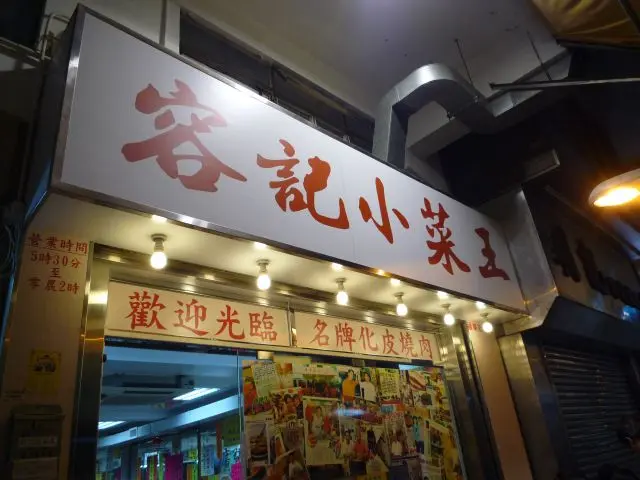 容記小菜王
營業時間
5時30分
至
零晨2時
歡迎光臨
名牌化皮燒肉